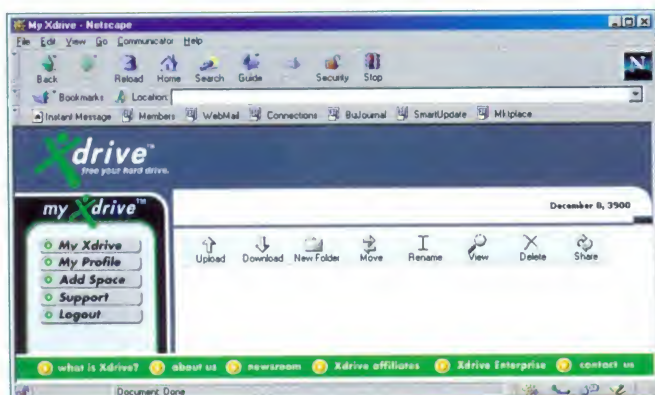 My Xdrive - Netscape
File Edit View Go Communicator Help
Back Reload Home Search Guide Security Stop
N
Bookmarks Location:
Instant Message Members WebMail Connections BizJournal SmartUpdate Mktplace
Xdrive™
free your hard drive.
my Xdrive™
December 8, 3900
My Xdrive
My Profile
Add Space
Support
Logout
Upload Download New Folder Move Rename View Delete Share
what is Xdrive? about us newsroom Xdrive affiliates Xdrive Enterprise contact us
Document: Done